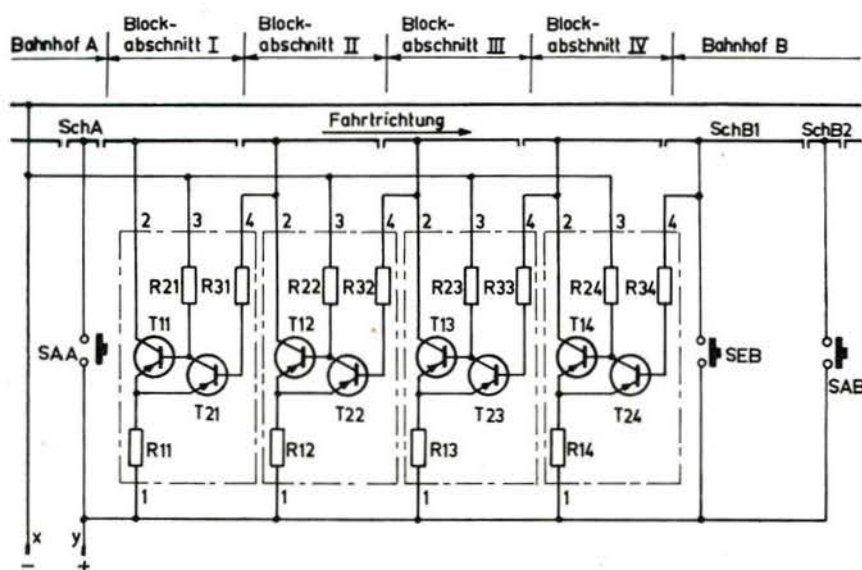 Bahnhof A
Block-
abschnitt I
Block-
abschnitt II
Block-
abschnitt III
Block-
abschnitt IV
Bahnhof B
SchA
Fahrtrichtung
SchB1
SchB2
2 3 4 2 3 4 2 3 4 2 3 4
R21 R31 R22 R32 R23 R33 R24 R34
T11 T12 T13 T14
SAA
SEB
SAB
T21 T22 T23 T24
R11 R12 R13 R14
1 1 1 1
x y
− +